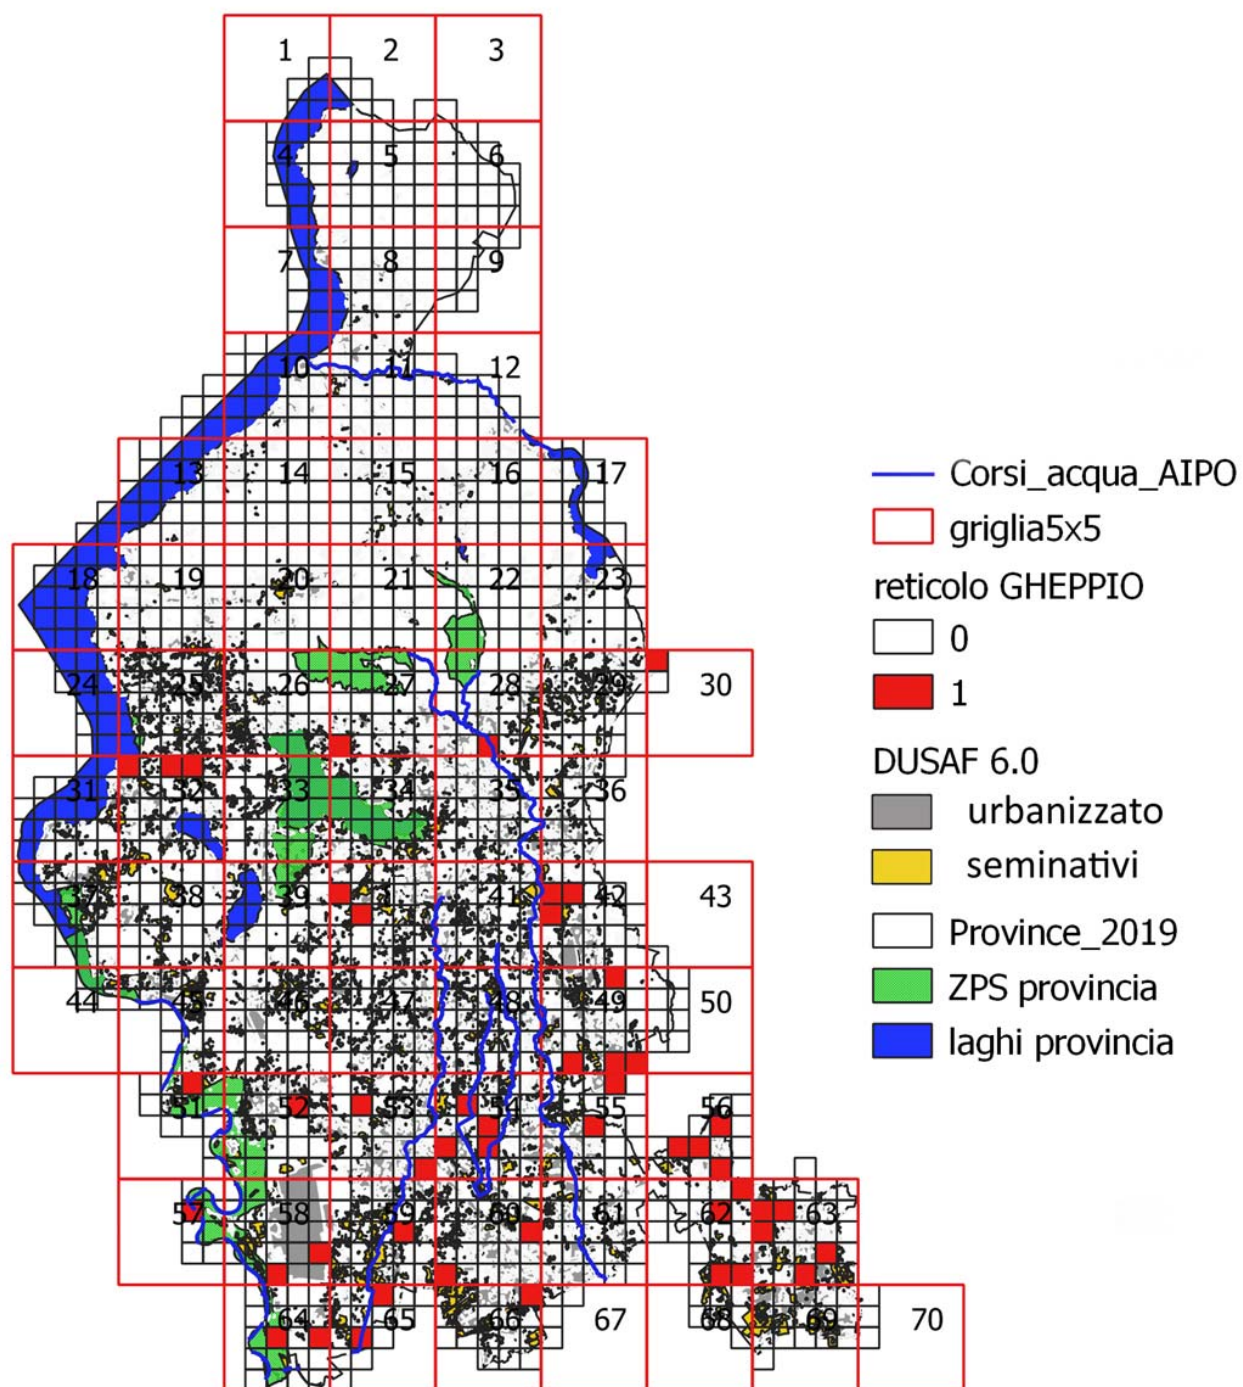 1 2 3
4 5 6
7 8 9
10 11 12
13 14 15 16 17
18 19 20 21 22 23
24 25 26 27 28 29 30
31 32 33 34 35 36
37 38 39 41 42 43
44 45 46 47 48 49 50
51 52 53 54 55 56
57 58 59 60 61 62 63
64 65 66 67 68 69 70
Corsi_acqua_AIPO
griglia5x5
reticolo GHEPPIO
0
1
DUSAF 6.0
urbanizzato
seminativi
Province_2019
ZPS provincia
laghi provincia